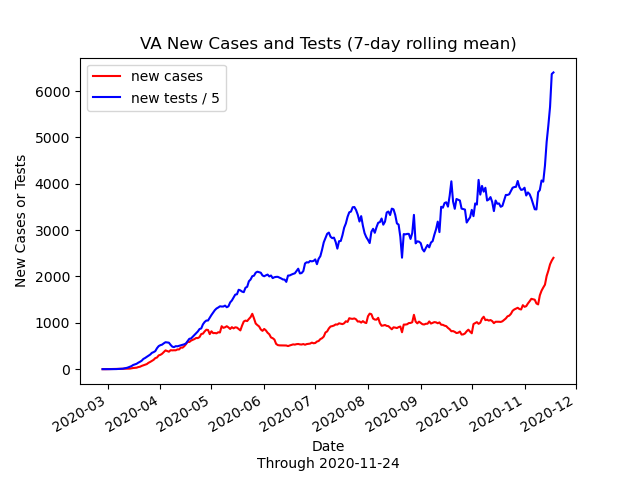 VA New Cases and Tests (7-day rolling mean)
new cases
new tests / 5
6000
5000
4000
3000
2000
1000
0
New Cases or Tests
2020-03
2020-04
2020-05
2020-06
2020-07
2020-08
2020-09
2020-10
2020-11
2020-12
Date
Through 2020-11-24